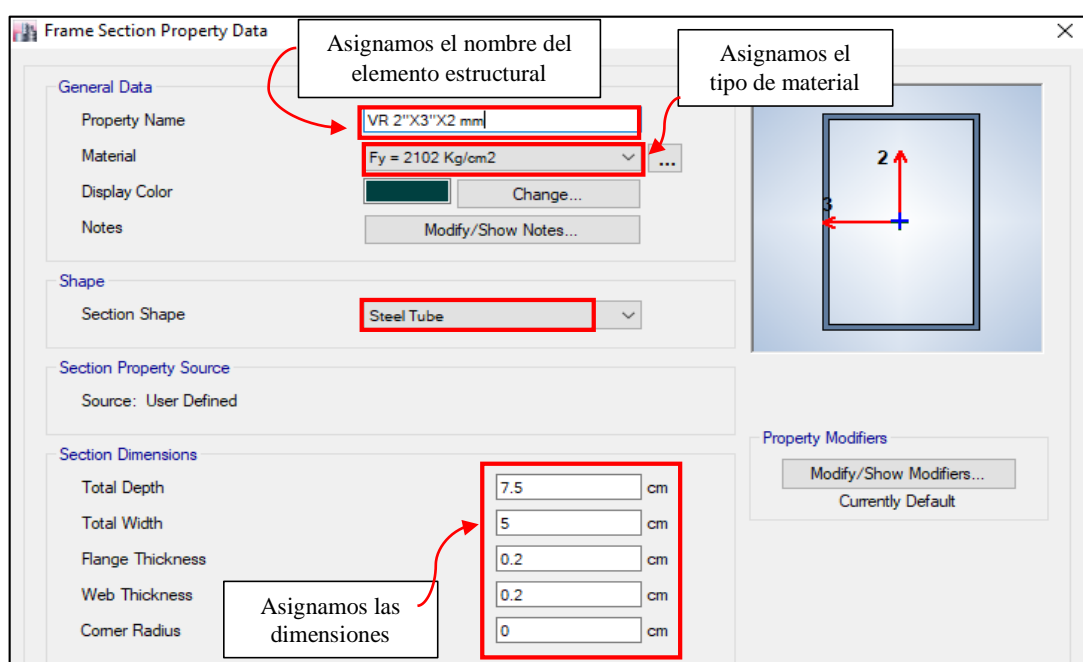 Frame Section Property Data
Asignamos el nombre del
elemento estructural
Asignamos el
tipo de material
General Data
Property Name
VR 2"X3"X2 mm
Material
Fy = 2102 Kg/cm2
...
Display Color
Change...
Notes
Modify/Show Notes...
2
3
Shape
Section Shape
Steel Tube
Section Property Source
Source: User Defined
Property Modifiers
Modify/Show Modifiers...
Currently Default
Section Dimensions
Total Depth
7.5
cm
Total Width
5
cm
Flange Thickness
0.2
cm
Web Thickness
0.2
cm
Corner Radius
0
cm
Asignamos las
dimensiones